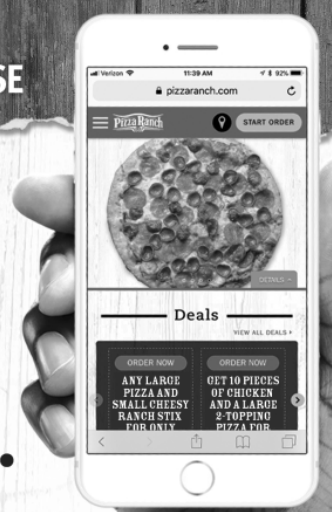 SE
Verizon 11:39 AM 92%
pizzaranch.com
Pizza Ranch START ORDER
DETAILS
Deals
VIEW ALL DEALS
ORDER NOW ORDER NOW
ANY LARGE GET 10 PIECES
PIZZA AND OF CHICKEN
SMALL CHEESY AND A LARGE
RANCH STIX 2-TOPPING
FOR ONLY PIZZA FOR